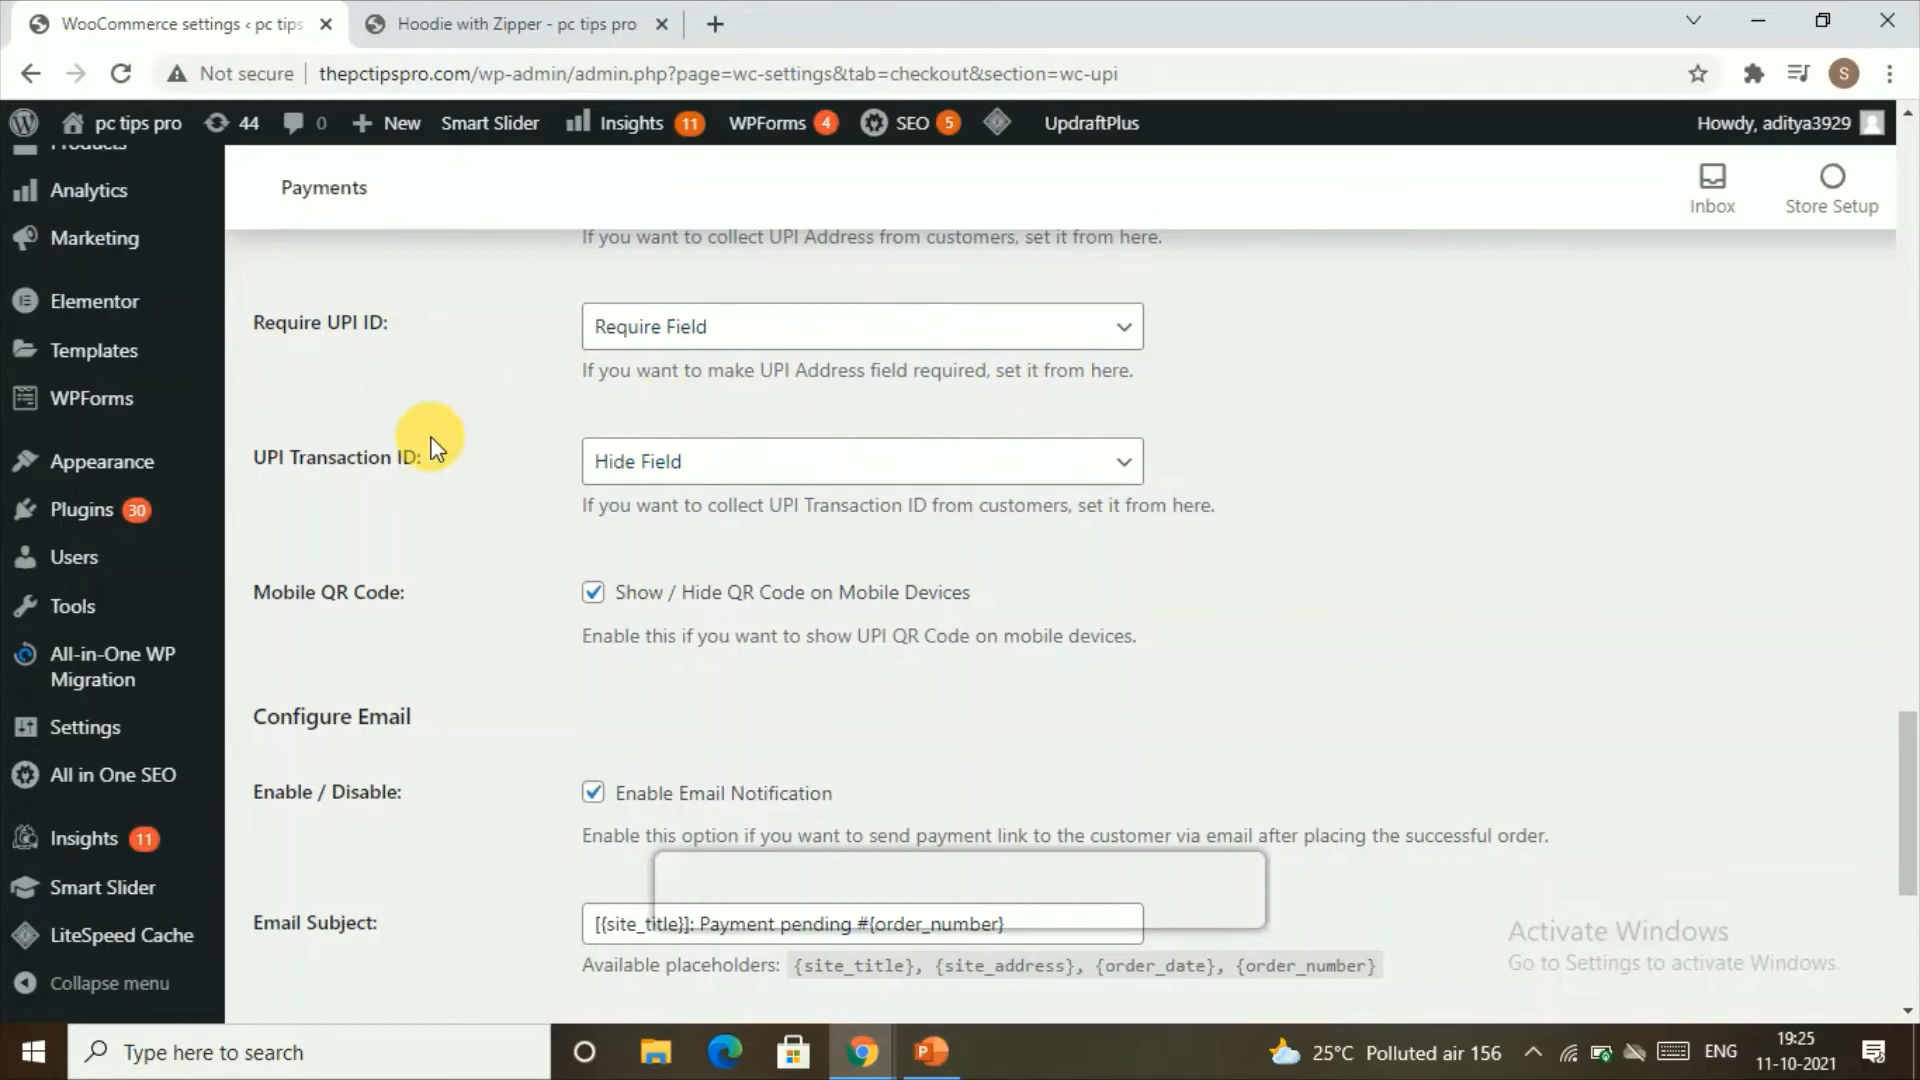 WooCommerce settings ‹ pc tips
Hoodie with Zipper - pc tips pro
Not secure
thepctipspro.com/wp-admin/admin.php?page=wc-settings&tab=checkout&section=wc-upi
S
pc tips pro
44
0
New
Smart Slider
Insights 11
WPForms 4
SEO 5
UpdraftPlus
Howdy, aditya3929
Products
Analytics
Marketing
Elementor
Templates
WPForms
Appearance
Plugins 30
Users
Tools
All-in-One WP
Migration
Settings
All in One SEO
Insights 11
Smart Slider
LiteSpeed Cache
Collapse menu
Payments
Inbox
Store Setup
If you want to collect UPI Address from customers, set it from here.
Require UPI ID:
Require Field
If you want to make UPI Address field required, set it from here.
UPI Transaction ID:
Hide Field
If you want to collect UPI Transaction ID from customers, set it from here.
Mobile QR Code:
Show / Hide QR Code on Mobile Devices
Enable this if you want to show UPI QR Code on mobile devices.
Configure Email
Enable / Disable:
Enable Email Notification
Enable this option if you want to send payment link to the customer via email after placing the successful order.
Email Subject:
[{site_title}]: Payment pending #{order_number}
Available placeholders: {site_title}, {site_address}, {order_date}, {order_number}
Activate Windows
Go to Settings to activate Windows.
Type here to search
25°C Polluted air 156
ENG
19:25
11-10-2021